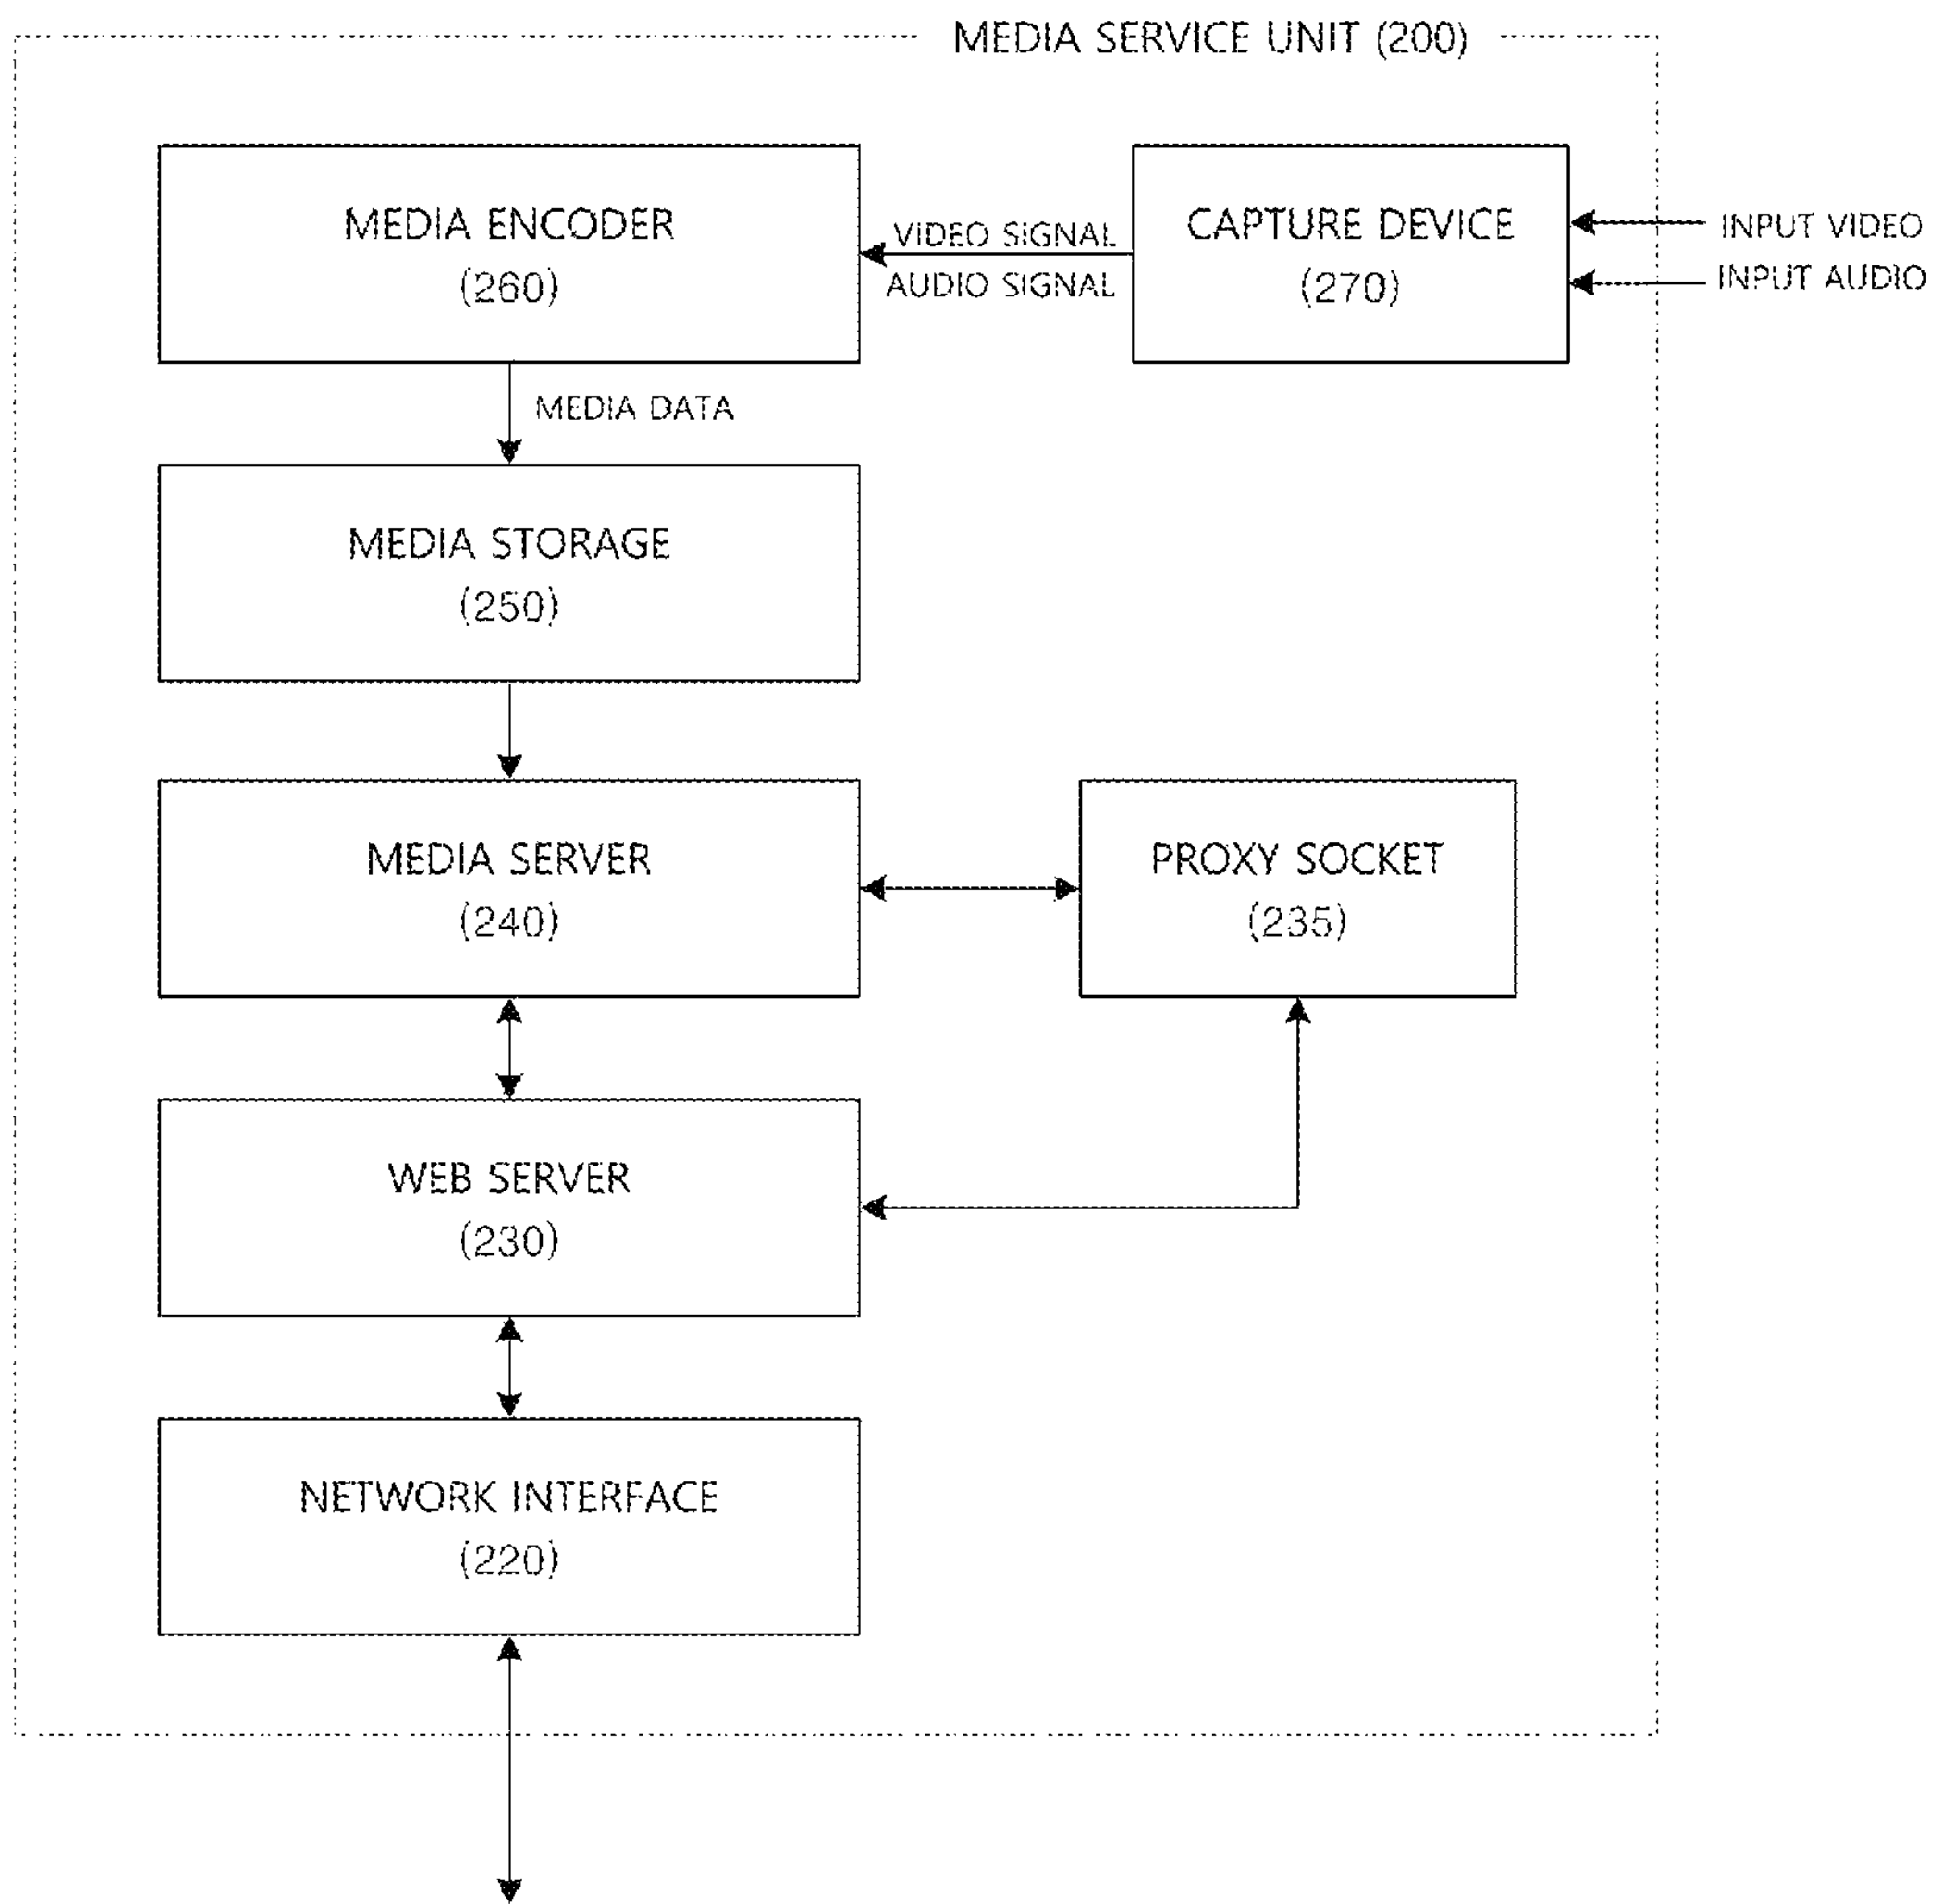 MEDIA SERVICE UNIT (200)
MEDIA ENCODER
(260)
VIDEO SIGNAL
AUDIO SIGNAL
CAPTURE DEVICE
(270)
INPUT VIDEO
INPUT AUDIO
MEDIA DATA
MEDIA STORAGE
(250)
MEDIA SERVER
(240)
PROXY SOCKET
(235)
WEB SERVER
(230)
NETWORK INTERFACE
(220)